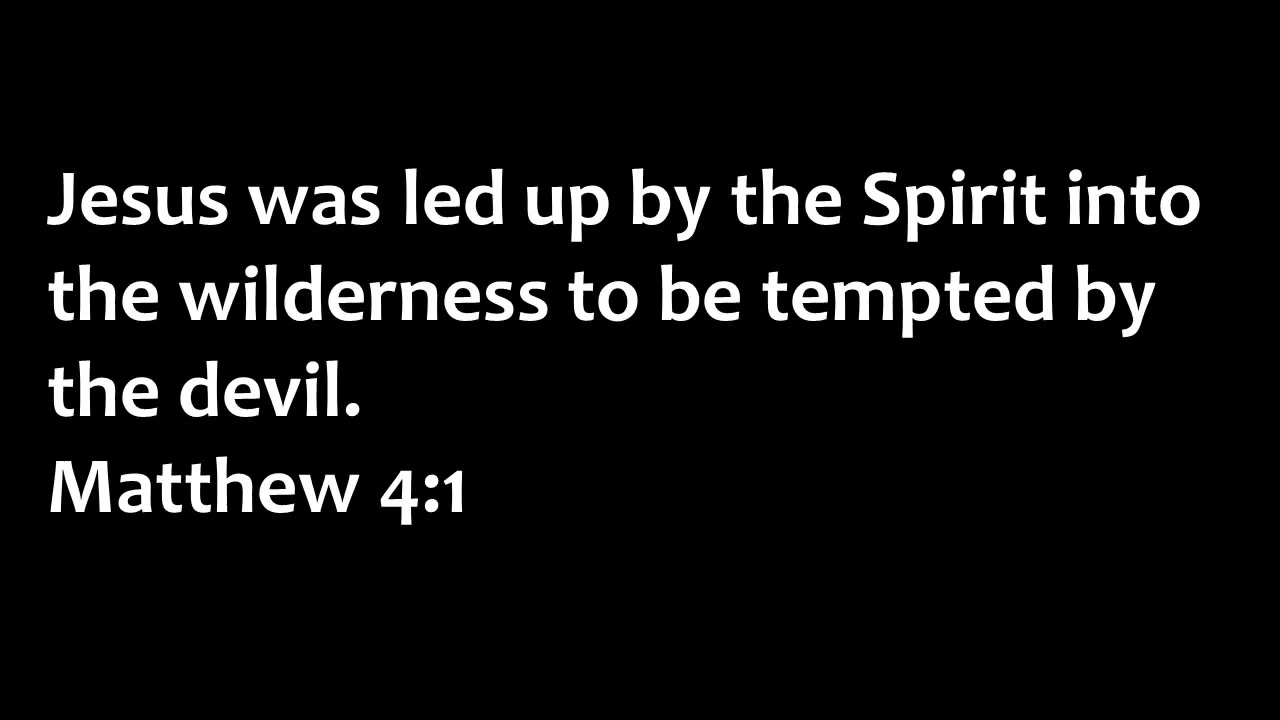 Jesus was led up by the Spirit into
the wilderness to be tempted by
the devil.
Matthew 4:1